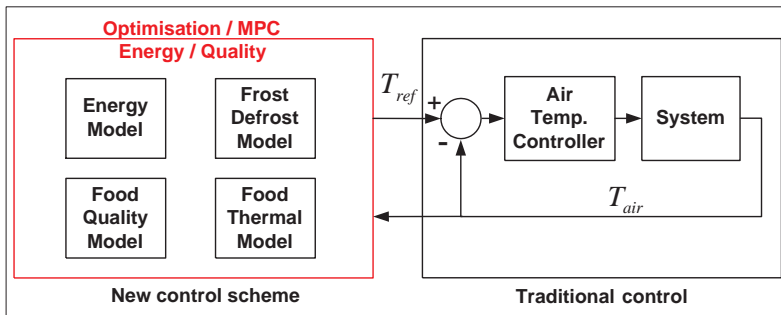 Optimisation / MPC
Energy / Quality
Energy
Model
Frost
Defrost
Model
Food
Quality
Model
Food
Thermal
Model
New control scheme
T_ref
+
-
Air
Temp.
Controller
System
T_air
Traditional control